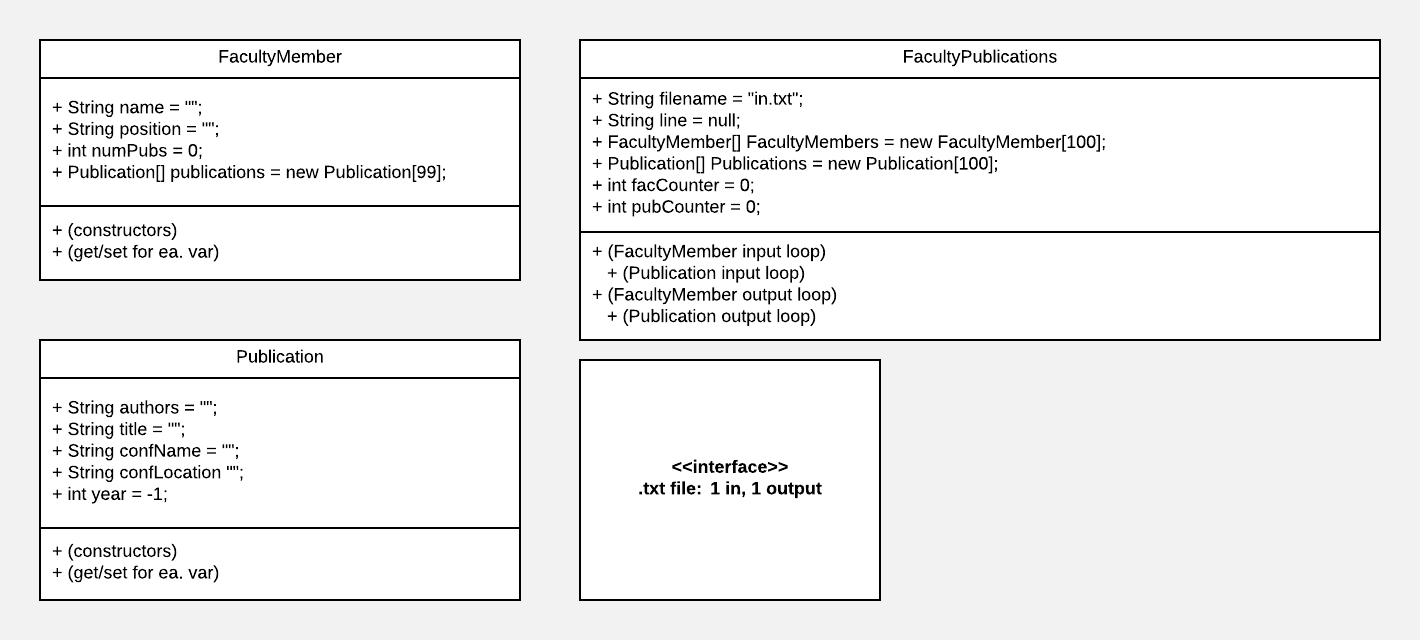 FacultyMember
+ String name = "";
+ String position = "";
+ int numPubs = 0;
+ Publication[] publications = new Publication[99];
+ (constructors)
+ (get/set for ea. var)
FacultyPublications
+ String filename = "in.txt";
+ String line = null;
+ FacultyMember[] FacultyMembers = new FacultyMember[100];
+ Publication[] Publications = new Publication[100];
+ int facCounter = 0;
+ int pubCounter = 0;
+ (FacultyMember input loop)
+ (Publication input loop)
+ (FacultyMember output loop)
+ (Publication output loop)
Publication
+ String authors = "";
+ String title = "";
+ String confName = "";
+ String confLocation "";
+ int year = -1;
+ (constructors)
+ (get/set for ea. var)
<<interface>>
.txt file:  1 in, 1 output